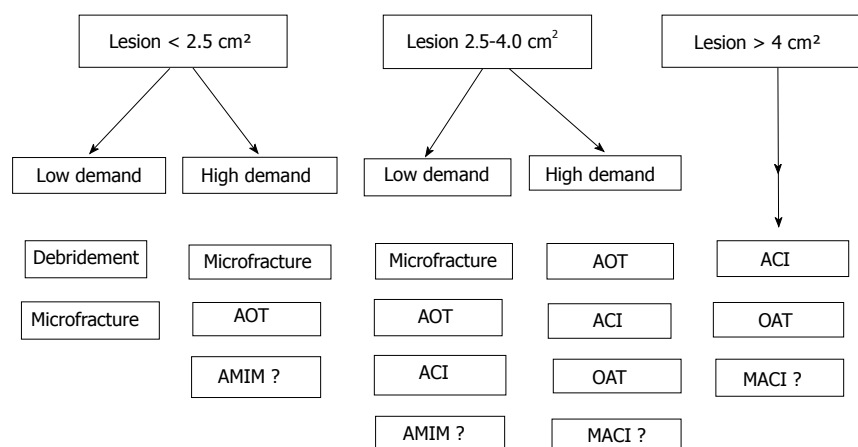 Lesion < 2.5 cm²
Lesion 2.5-4.0 cm²
Lesion > 4 cm²
Low demand
High demand
Low demand
High demand
Debridement
Microfracture
Microfracture
AOT
ACI
Microfracture
AOT
AOT
ACI
OAT
AMIM ?
ACI
OAT
MACI ?
AMIM ?
MACI ?